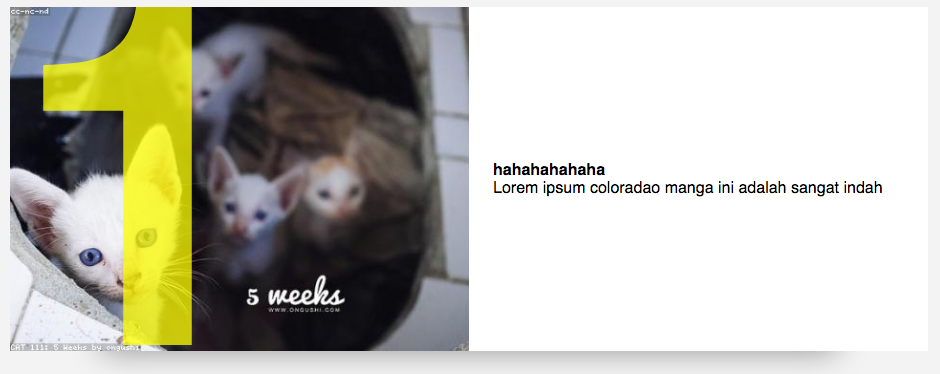 cc-nc-nd
1
hahahahahaha
Lorem ipsum coloradao manga ini adalah sangat indah
5 weeks
WWW.ONGUSHI.COM
CAT 1111 5 Weeks by ongushi